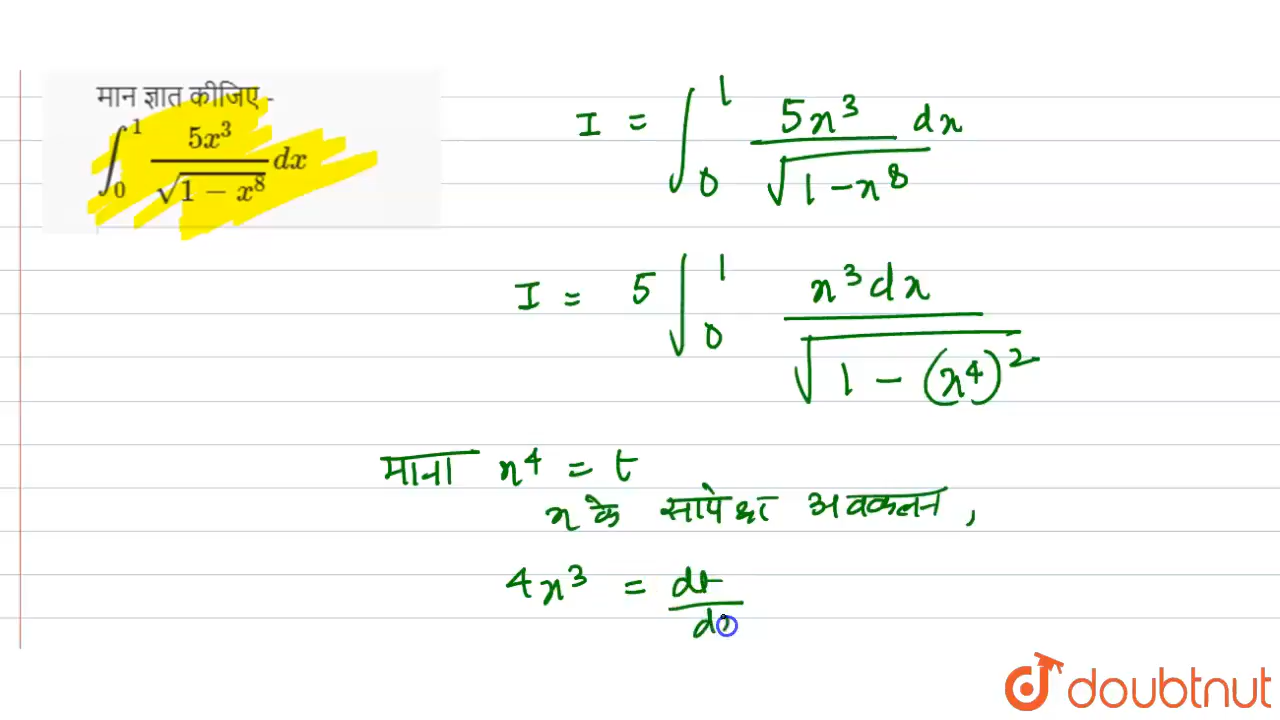 मान ज्ञात कीजिए -
∫₀¹ 5x³/√(1 − x⁸) dx
I = ∫₀¹ 5x³/√(1−x⁸) dx
I = 5 ∫₀¹ x³dx/√(1 − (x⁴)²)
माना x⁴ = t
x के सापेक्ष अवकलन,
4x³ = dt/dx
doubtnut